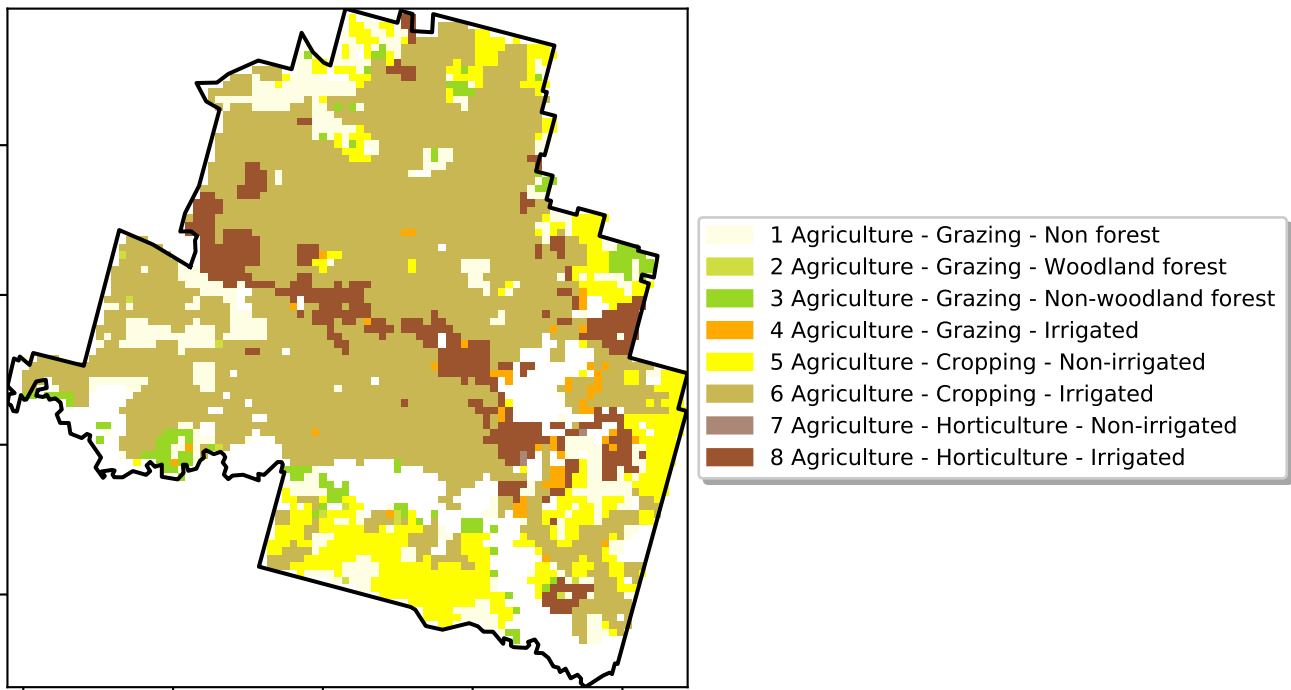 1 Agriculture - Grazing - Non forest
2 Agriculture - Grazing - Woodland forest
3 Agriculture - Grazing - Non-woodland forest
4 Agriculture - Grazing - Irrigated
5 Agriculture - Cropping - Non-irrigated
6 Agriculture - Cropping - Irrigated
7 Agriculture - Horticulture - Non-irrigated
8 Agriculture - Horticulture - Irrigated